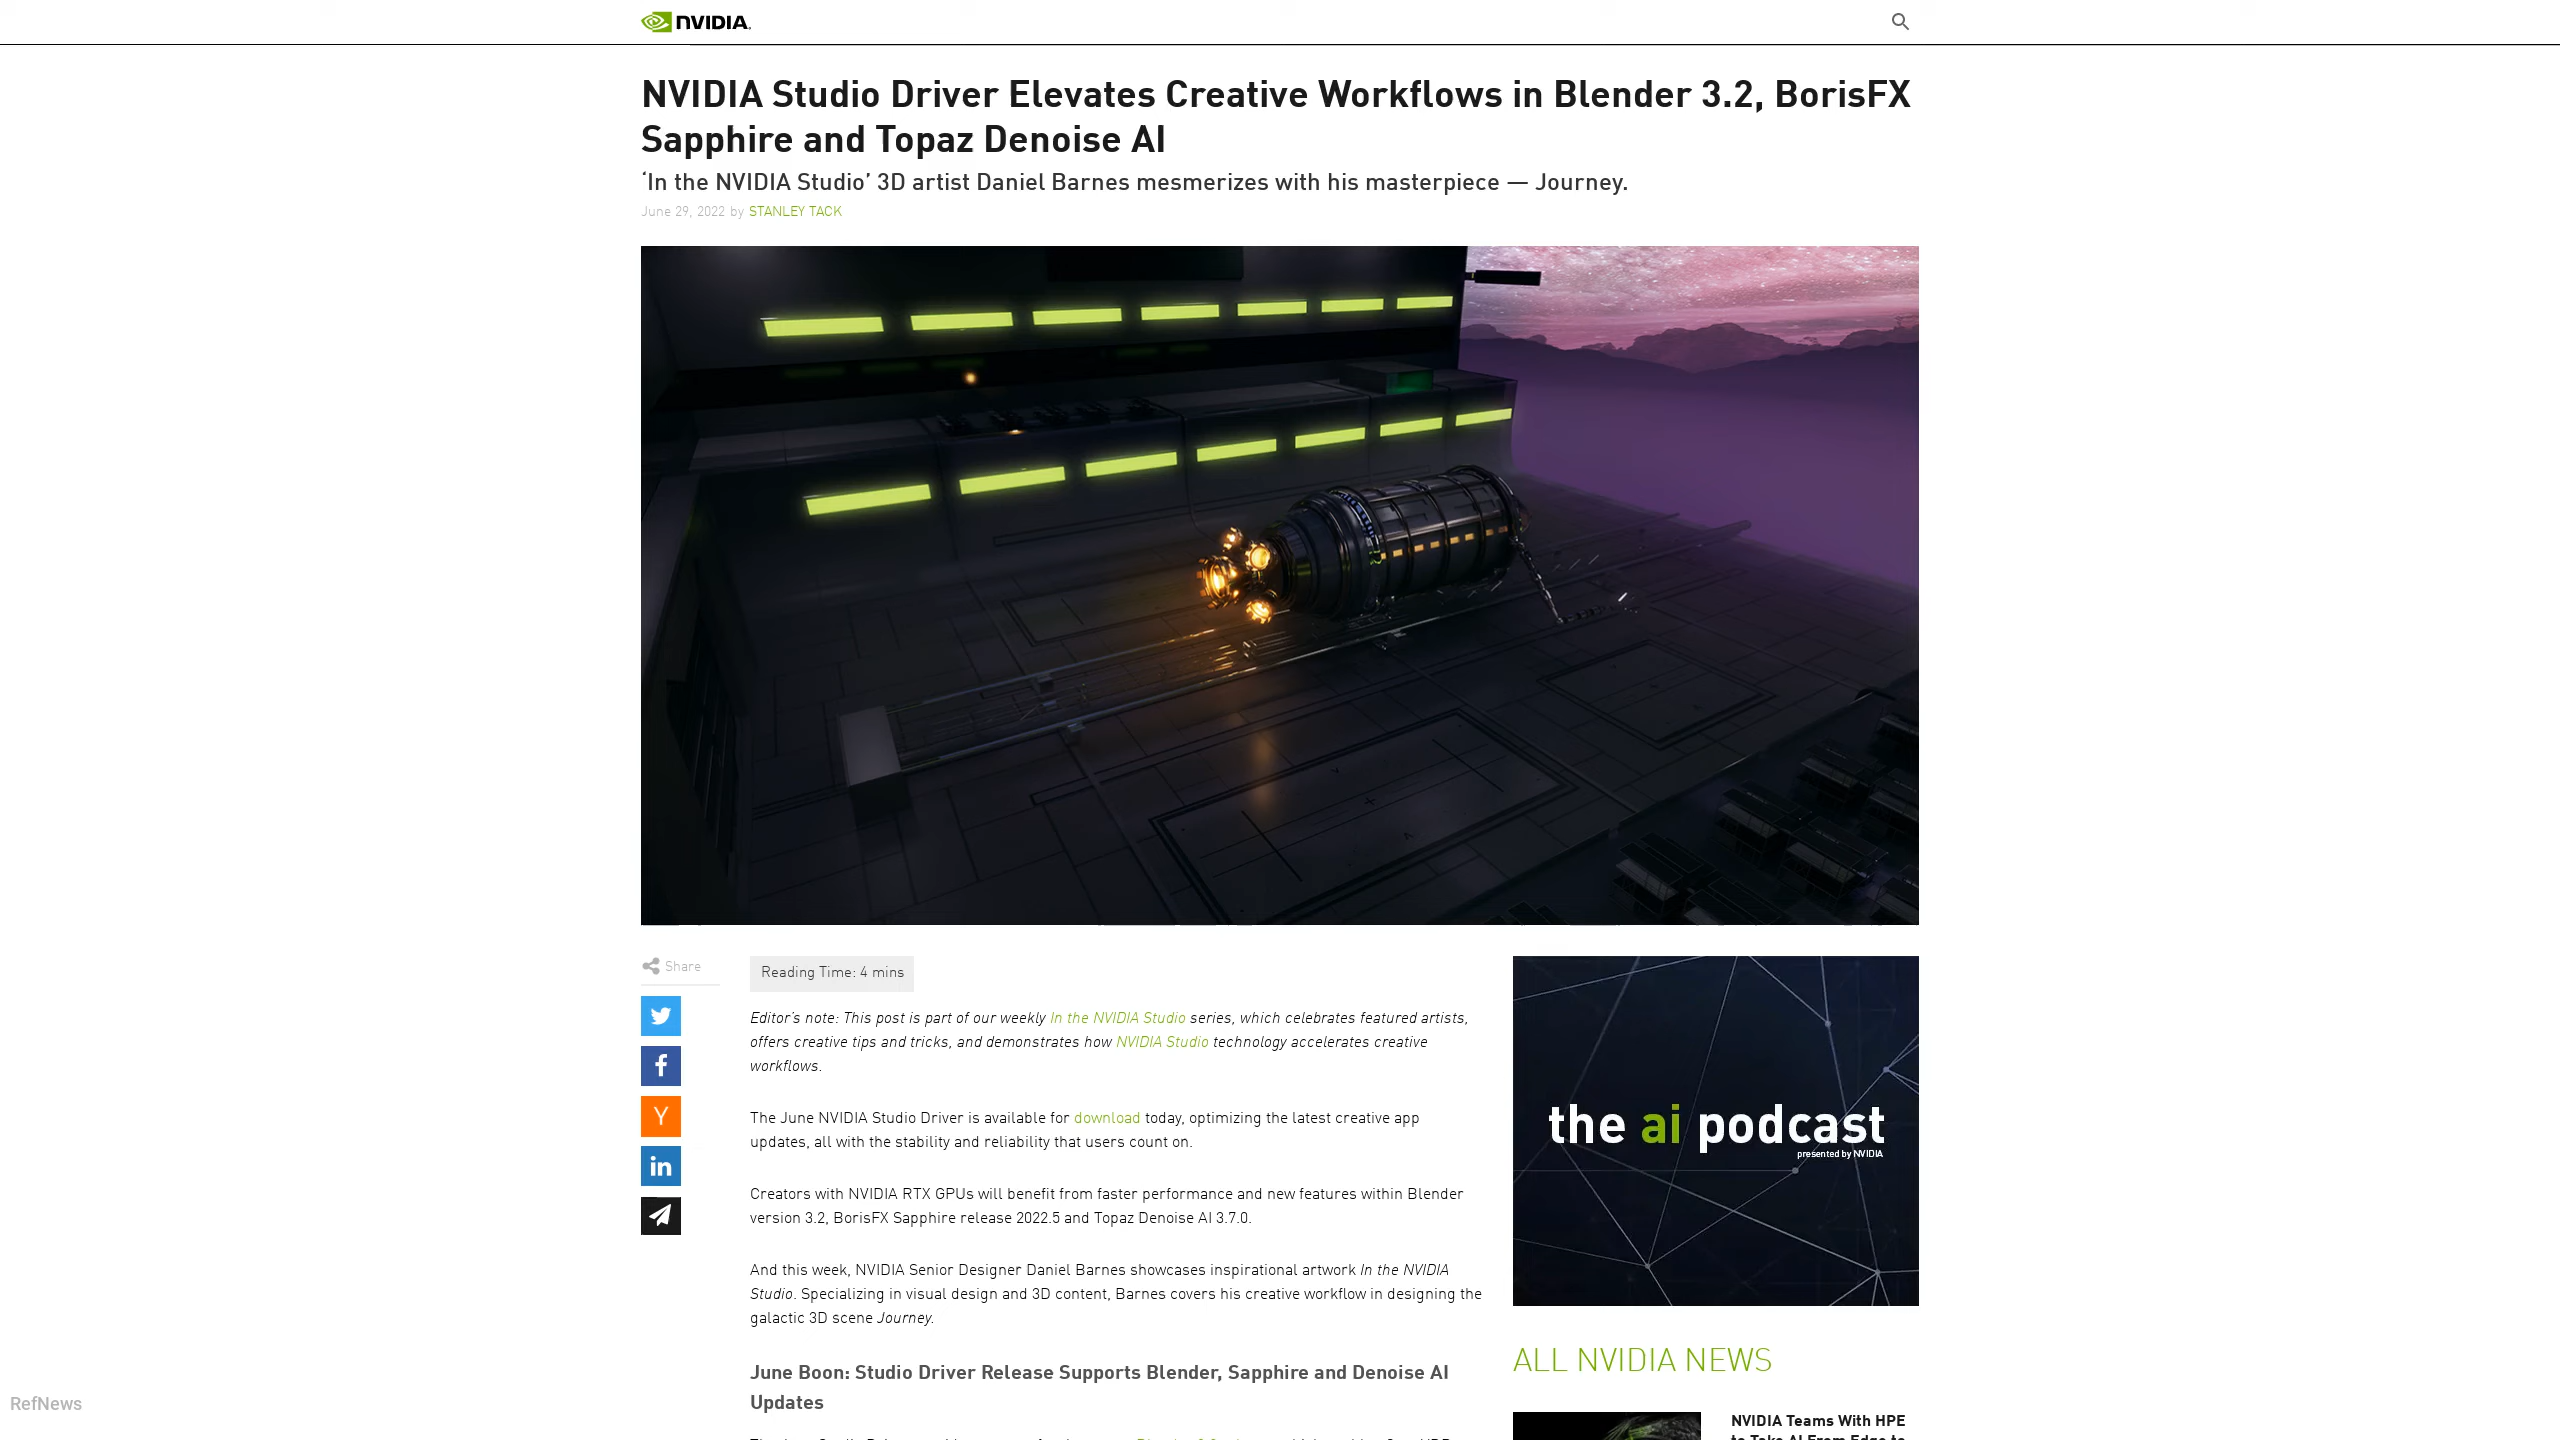 NVIDIA.
NVIDIA Studio Driver Elevates Creative Workflows in Blender 3.2, BorisFX
Sapphire and Topaz Denoise AI
‘In the NVIDIA Studio’ 3D artist Daniel Barnes mesmerizes with his masterpiece — Journey.
June 29, 2022 by STANLEY TACK
Share
Reading Time: 4 mins
Editor’s note: This post is part of our weekly In the NVIDIA Studio series, which celebrates featured artists,
offers creative tips and tricks, and demonstrates how NVIDIA Studio technology accelerates creative
workflows.
The June NVIDIA Studio Driver is available for download today, optimizing the latest creative app
updates, all with the stability and reliability that users count on.
Creators with NVIDIA RTX GPUs will benefit from faster performance and new features within Blender
version 3.2, BorisFX Sapphire release 2022.5 and Topaz Denoise AI 3.7.0.
And this week, NVIDIA Senior Designer Daniel Barnes showcases inspirational artwork In the NVIDIA
Studio. Specializing in visual design and 3D content, Barnes covers his creative workflow in designing the
galactic 3D scene Journey.
June Boon: Studio Driver Release Supports Blender, Sapphire and Denoise AI
Updates
the ai podcast
presented by NVIDIA
ALL NVIDIA NEWS
NVIDIA Teams With HPE
to Take AI From Edge to
RefNews